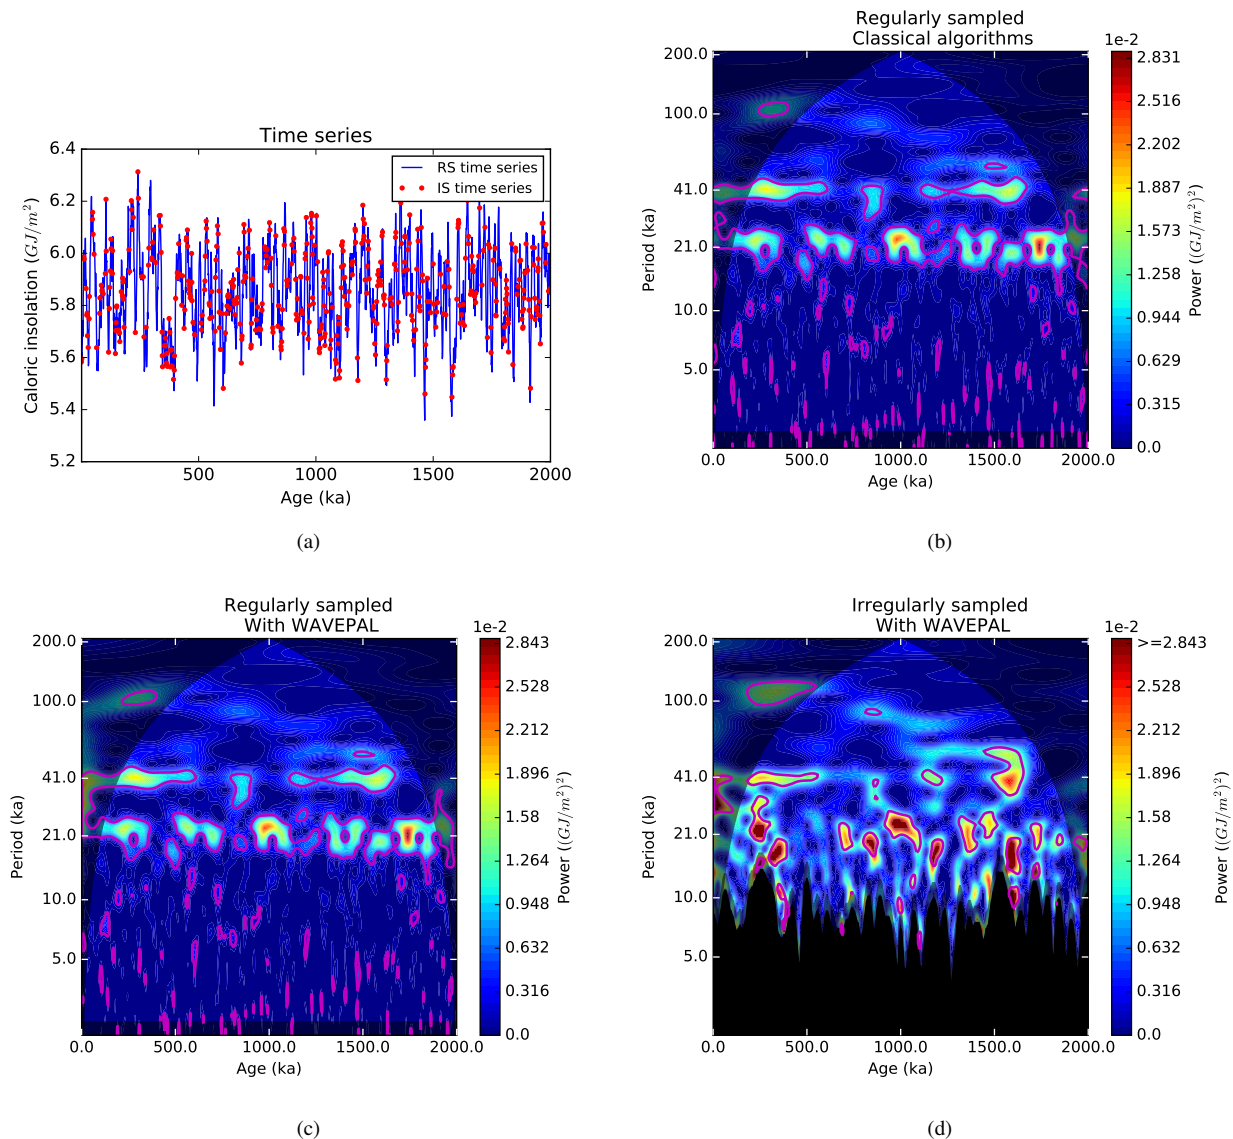 Time series
6.4
6.2
6.0
5.8
5.6
5.4
5.2
Caloric insolation ((GJ/m²)
RS time series
IS time series
500
1000
1500
2000
Age (ka)
(a)
Regularly sampled
Classical algorithms
200.0
100.0
41.0
21.0
10.0
5.0
Period (ka)
0.0
500.0
1000.0
1500.0
2000.0
Age (ka)
1e-2
2.831
2.516
2.202
1.887
1.573
1.258
0.944
0.629
0.315
0.0
Power ((GJ/m²)²)
(b)
Regularly sampled
With WAVEPAL
200.0
100.0
41.0
21.0
10.0
5.0
Period (ka)
0.0
500.0
1000.0
1500.0
2000.0
Age (ka)
1e-2
2.843
2.528
2.212
1.896
1.580
1.264
0.948
0.632
0.316
0.0
Power ((GJ/m²)²)
(c)
Irregularly sampled
With WAVEPAL
200.0
100.0
41.0
21.0
10.0
5.0
Period (ka)
0.0
500.0
1000.0
1500.0
2000.0
Age (ka)
1e-2
>=2.843
2.528
2.212
1.896
1.580
1.264
0.948
0.632
0.316
0.0
Power ((GJ/m²)²)
(d)